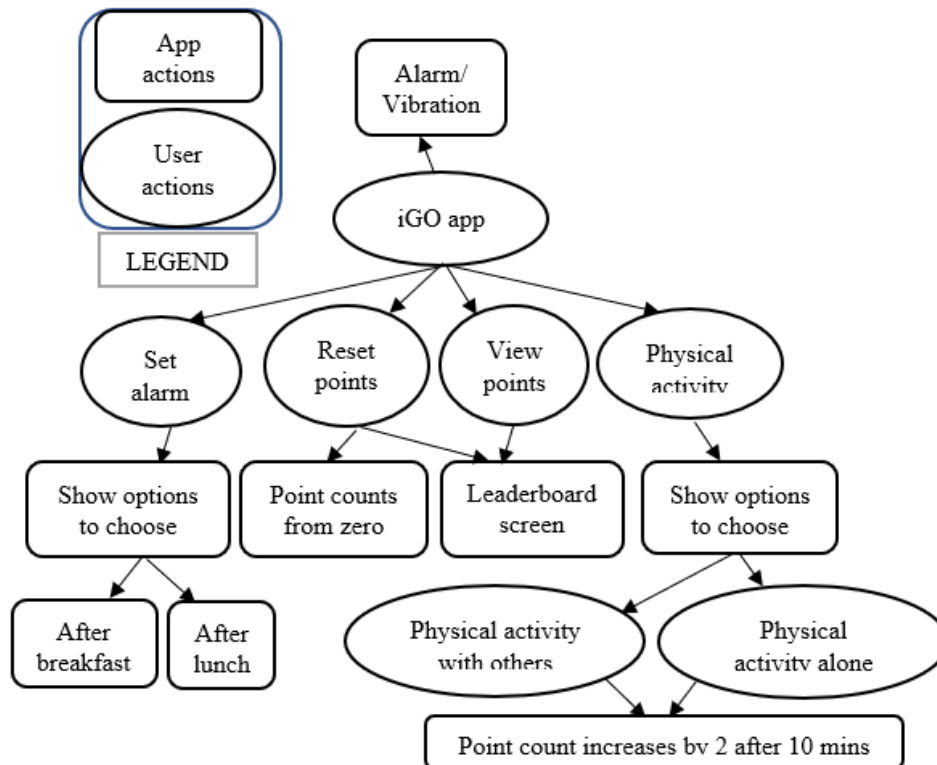 App
actions
Alarm/
Vibration
User
actions
iGO app
LEGEND
Set
alarm
Reset
points
View
points
Physical
activity
Show options
to choose
Point counts
from zero
Leaderboard
screen
Show options
to choose
After
breakfast
After
lunch
Physical activity
with others
Physical
activity alone
Point count increases by 2 after 10 mins